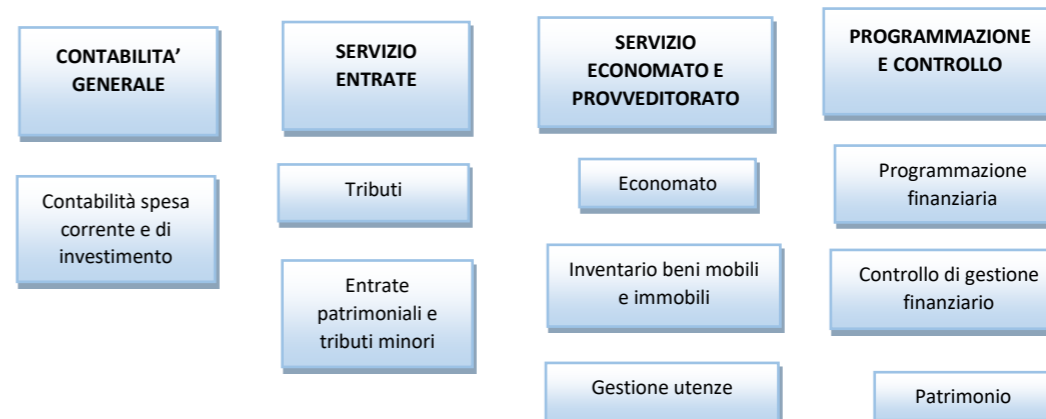 CONTABILITA’
GENERALE
Contabilità spesa
corrente e di
investimento
SERVIZIO
ENTRATE
Tributi
Entrate
patrimoniali e
tributi minori
SERVIZIO
ECONOMATO E
PROVVEDITORATO
Economato
Inventario beni mobili
e immobili
Gestione utenze
PROGRAMMAZIONE
E CONTROLLO
Programmazione
finanziaria
Controllo di gestione
finanziario
Patrimonio